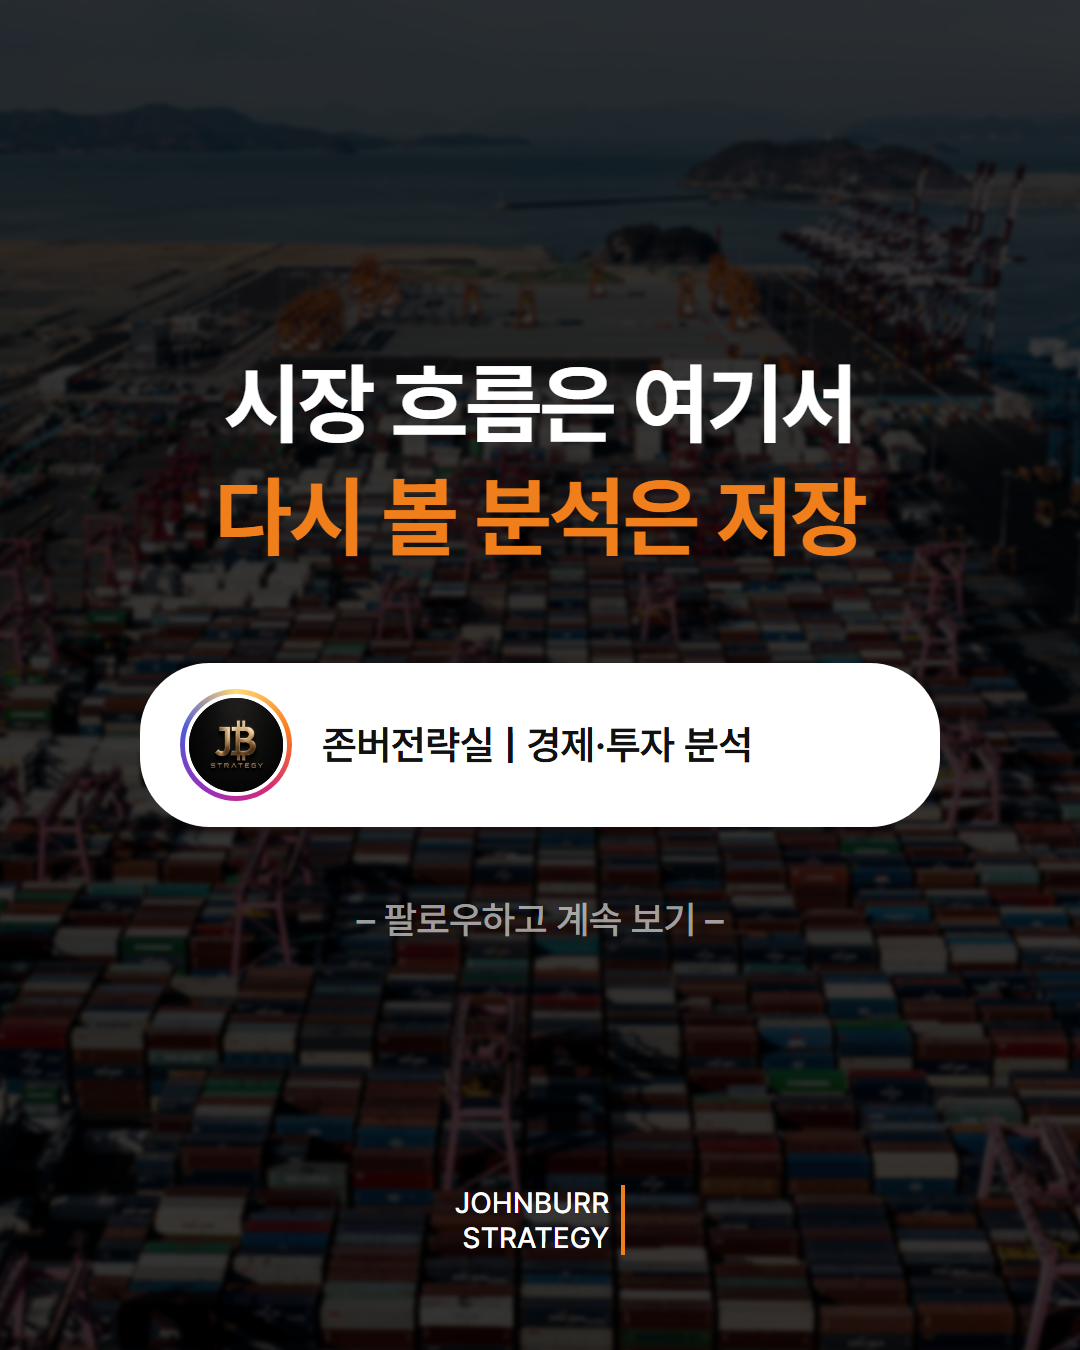 시장 흐름은 여기서
다시 볼 분석은 저장
JB
STRATEGY
존버전략실 | 경제·투자 분석
– 팔로우하고 계속 보기 –
JOHNBURR
STRATEGY